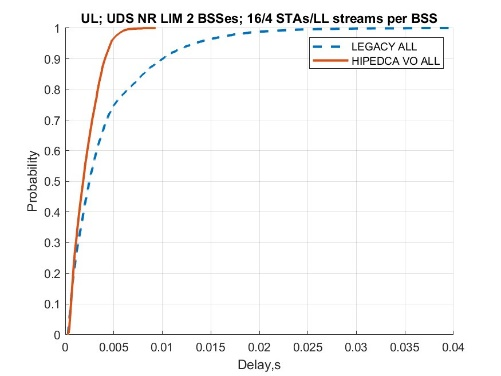 UL; UDS NR LIM 2 BSSes; 16/4 STAs/LL streams per BSS
LEGACY ALL
HIPEDCA VO ALL
Probability
1
0.9
0.8
0.7
0.6
0.5
0.4
0.3
0.2
0.1
0
0 0.005 0.01 0.015 0.02 0.025 0.03 0.035 0.04
Delay,s